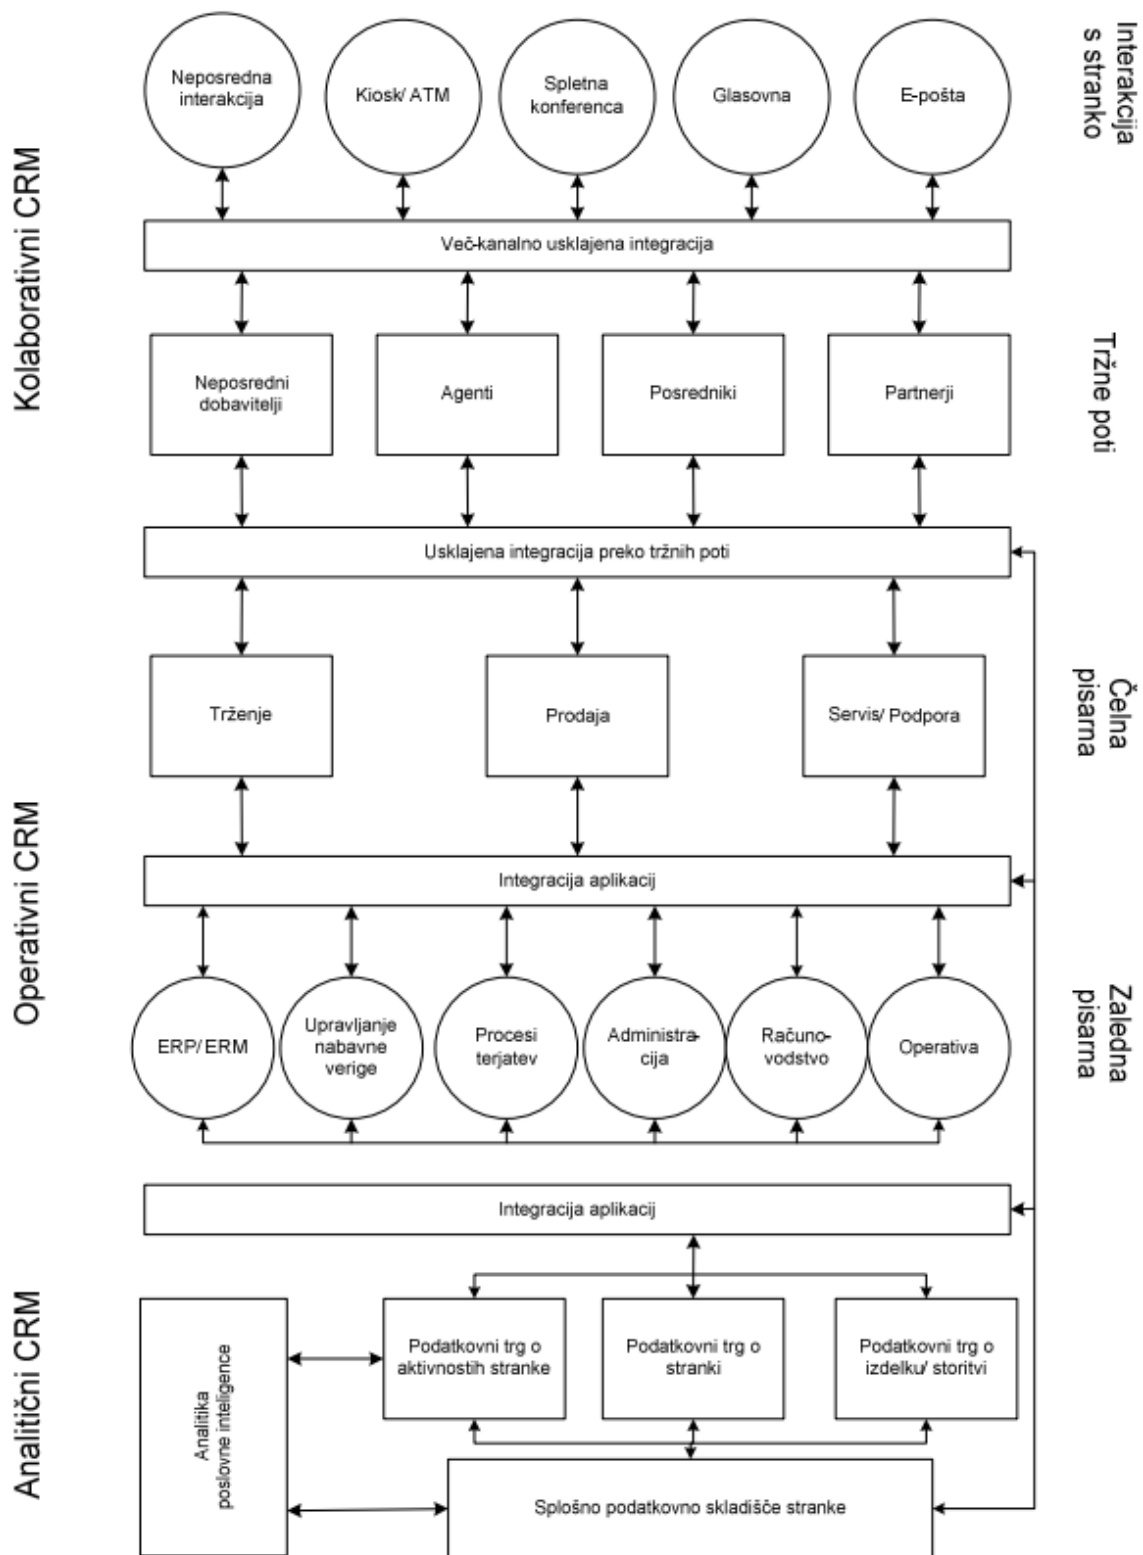 Neposredna
interakcija
Kiosk/ ATM
Spletna
konferenca
Glasovna
E-pošta
Interakcija
s stranko
Kolaborativni CRM
Več-kanalno usklajena integracija
Neposredni
dobavitelji
Agenti
Posredniki
Partnerji
Tržne poti
Usklajena integracija preko tržnih poti
Trženje
Prodaja
Servis/ Podpora
Čelna
pisarna
Operativni CRM
Integracija aplikacij
ERP/ ERM
Upravljanje
nabavne
verige
Procesi
terjatev
Administra-
cija
Računo-
vodstvo
Operativa
Zaledna
pisarna
Integracija aplikacij
Analitični CRM
Analitika
poslovne inteligence
Podatkovni trg o
aktivnostih stranke
Podatkovni trg o
stranki
Podatkovni trg o
izdelku/ storitvi
Splošno podatkovno skladišče stranke